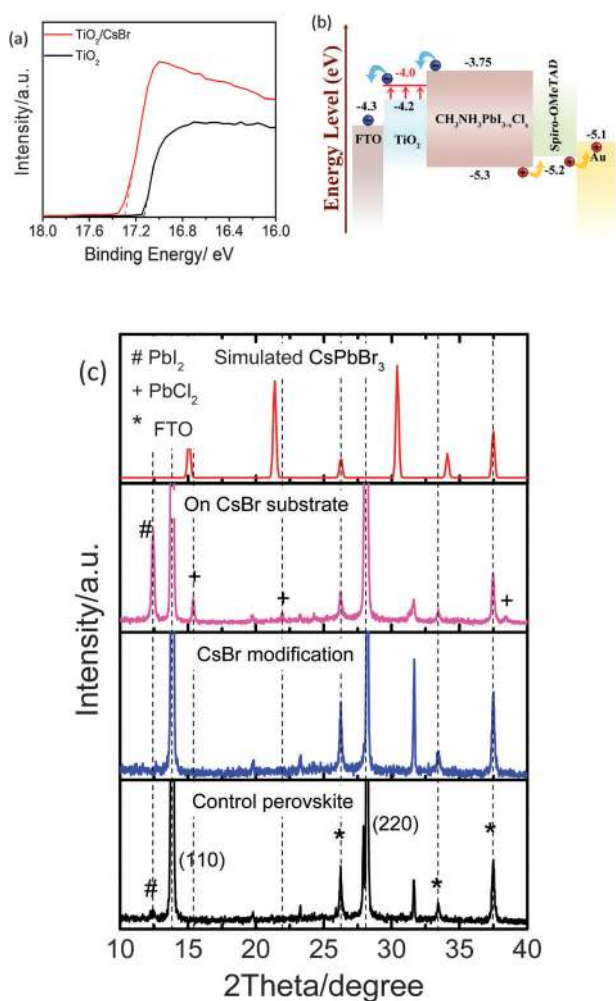 (a)
TiO₂/CsBr
TiO₂
Intensity/a.u.
18.0 17.6 17.2 16.8 16.4 16.0
Binding Energy/ eV
(b)
Energy Level (eV)
-4.3
FTO
-4.0
-4.2
TiO₂
-3.75
CH₃NH₃PbI₃₋ₓClₓ
-5.3
Spiro-OMeTAD
-5.2
-5.1
Au
(c)
# PbI₂
+ PbCl₂
* FTO
Simulated CsPbBr₃
On CsBr substrate
#
+
+
+
CsBr modification
Control perovskite
#
(110)
*
(220)
*
*
Intensity/a.u.
10 15 20 25 30 35 40
2Theta/degree